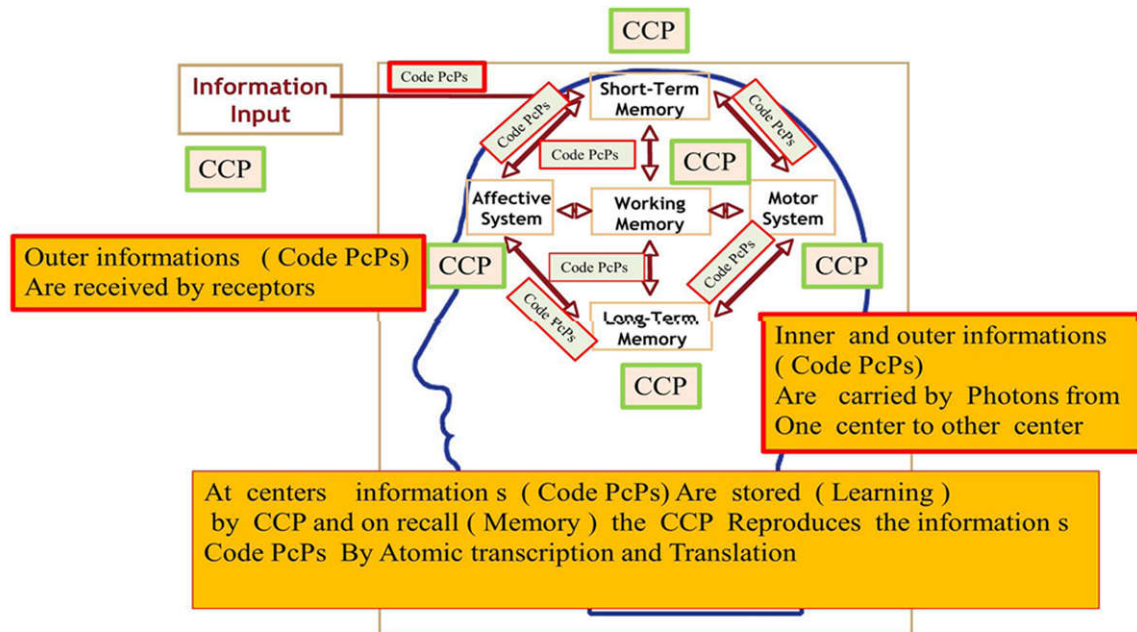 CCP
Code PcPs
Information
Input
Short-Term
Memory
Code PcPs
Code PcPs
Code PcPs
CCP
CCP
Affective
System
Working
Memory
Motor
System
Outer informations ( Code PcPs)
Are received by receptors
CCP
Code PcPs
Code PcPs
CCP
Code PcPs
Long-Term
Memory
CCP
Inner and outer informations
( Code PcPs)
Are carried by Photons from
One center to other center
At centers information s ( Code PcPs) Are stored ( Learning )
by CCP and on recall ( Memory ) the CCP Reproduces the information s
Code PcPs By Atomic transcription and Translation